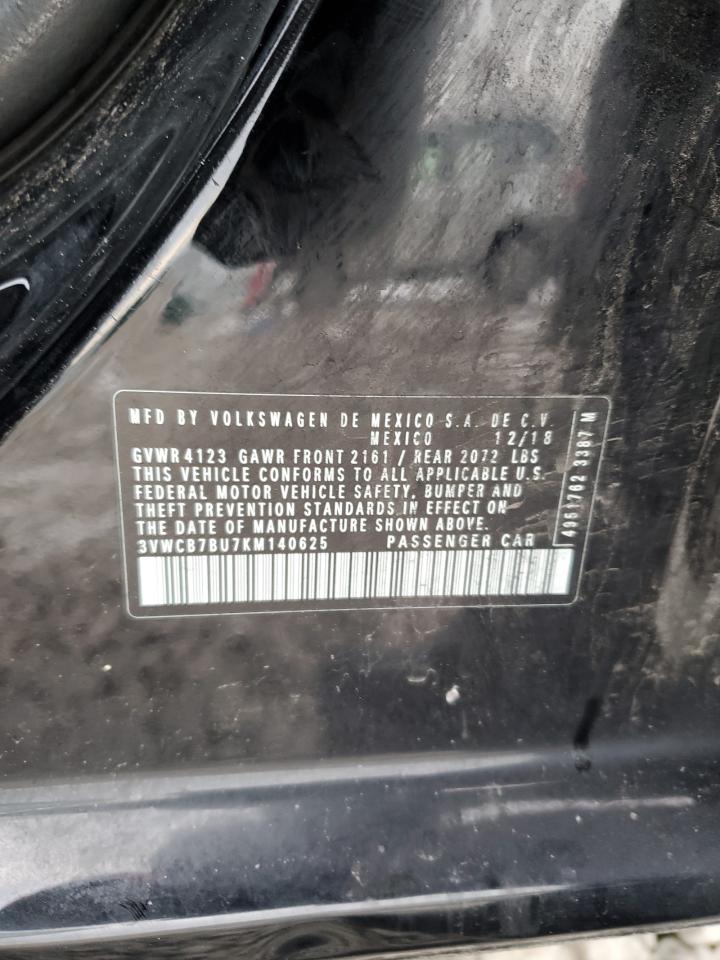 MFD BY VOLKSWAGEN DE MEXICO S.A. DE C.V.
MEXICO 12/18
GVWR 4123 GAWR FRONT 2161 / REAR 2072 LBS
THIS VEHICLE CONFORMS TO ALL APPLICABLE U.S.
FEDERAL MOTOR VEHICLE SAFETY, BUMPER AND
THEFT PREVENTION STANDARDS IN EFFECT ON
THE DATE OF MANUFACTURE SHOWN ABOVE.
3VWCB7BU7KM140625 PASSENGER CAR
4961762 3387 M